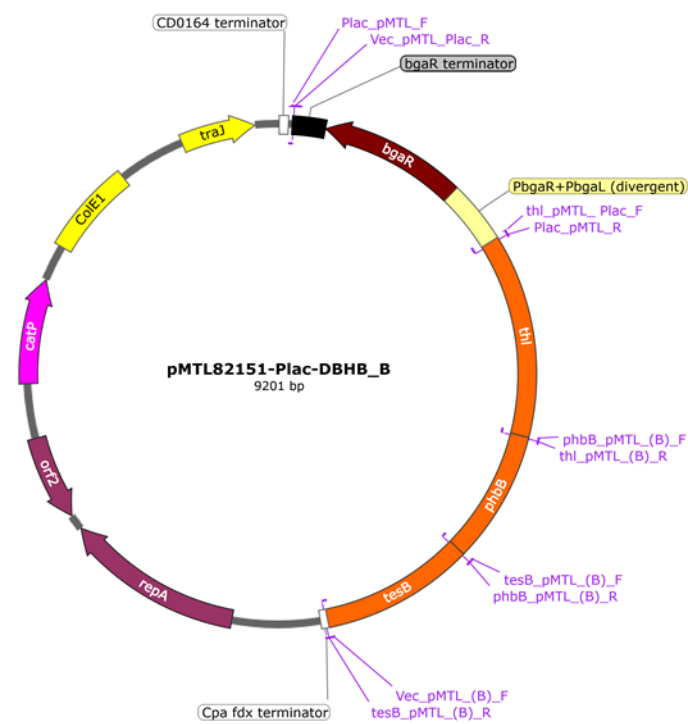 CD0164 terminator
Plac_pMTL_F
Vec_pMTL_Plac_R
bgaR terminator
traJ
bgaR
ColE1
PbgaR+PbgaL (divergent)
thl_pMTL_ Plac_F
Plac_pMTL_R
catP
thl
pMTL82151-Plac-DBHB_B
9201 bp
phbB_pMTL_(B)_F
thl_pMTL_(B)_R
orf2
phbB
tesB_pMTL_(B)_F
phbB_pMTL_(B)_R
repA
tesB
Vec_pMTL_(B)_F
tesB_pMTL_(B)_R
Cpa fdx terminator